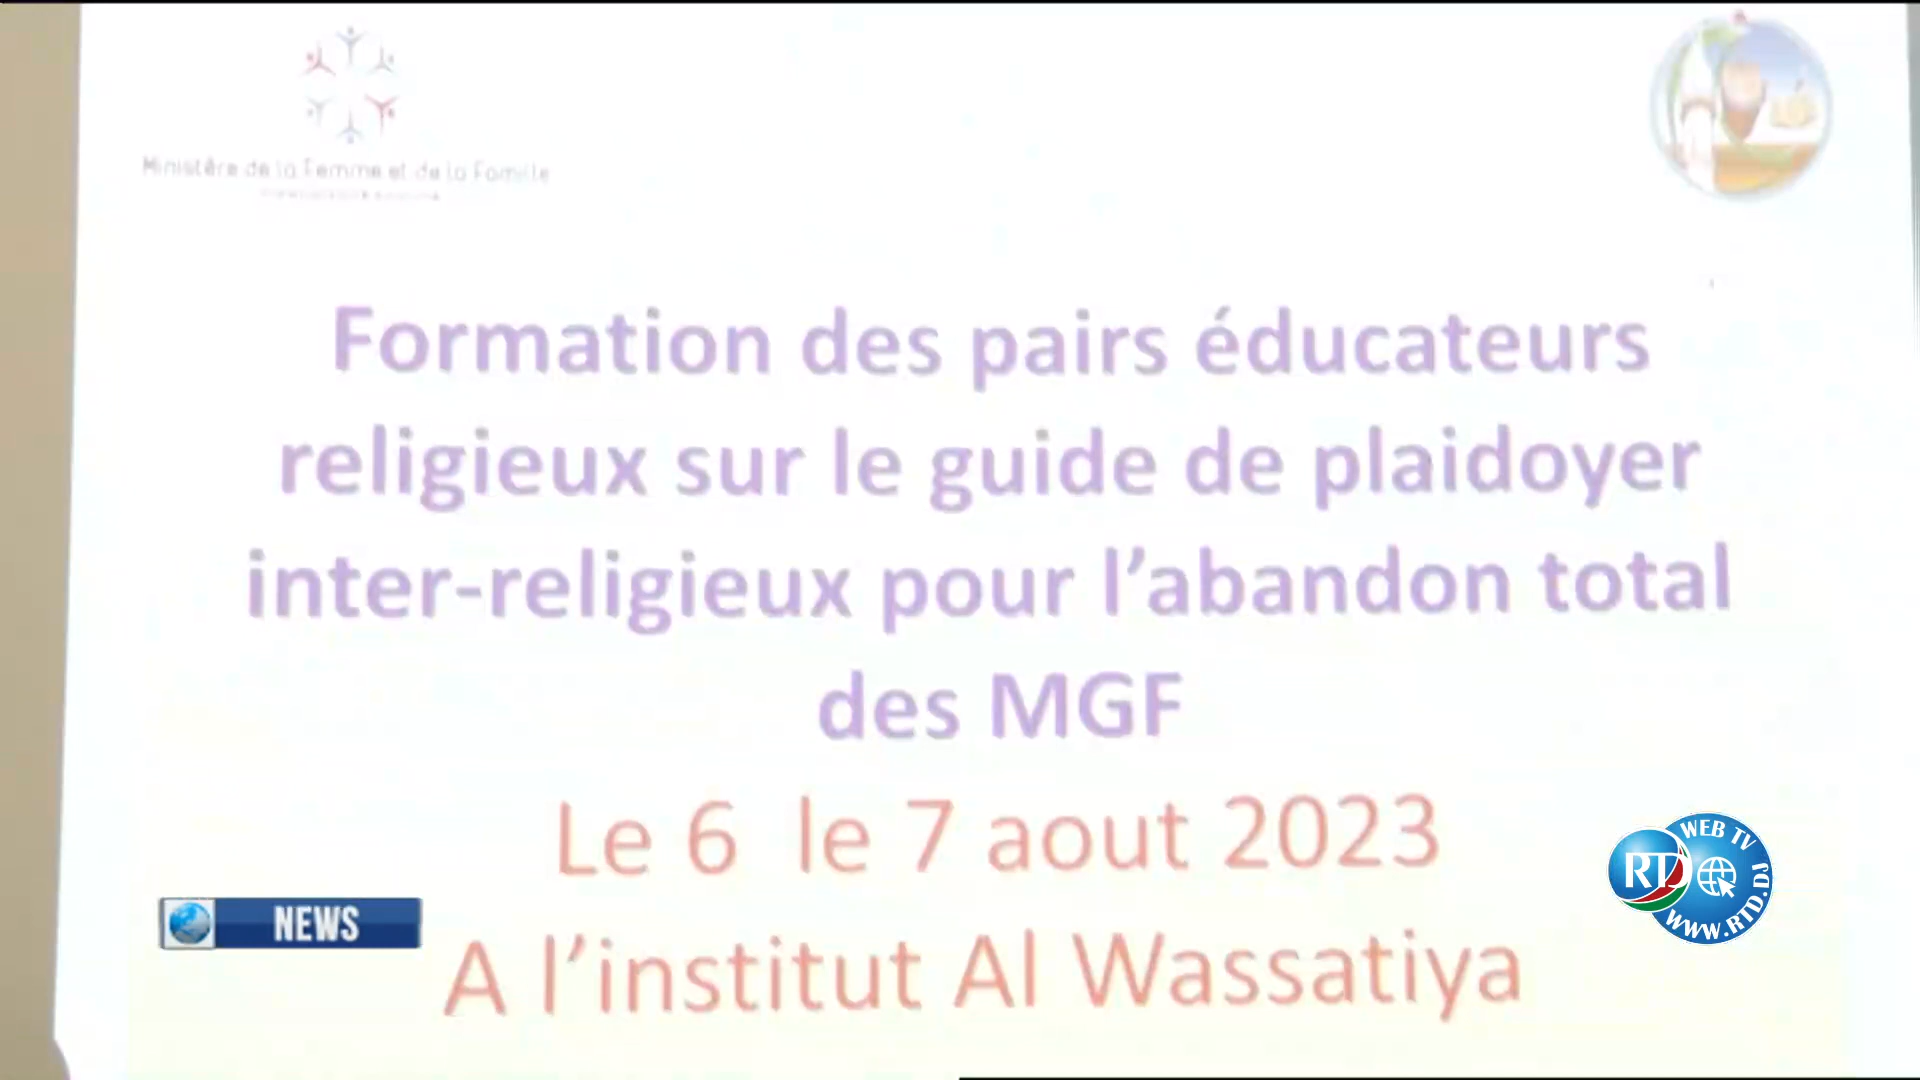 Ministère de la Femme et de la Famille
Formation des pairs éducateurs
religieux sur le guide de plaidoyer
inter-religieux pour l'abandon total
des MGF
Le 6 le 7 aout 2023
A l'institut Al Wassatiya
NEWS
WEB TV
RTD
WWW.RTD.DJ